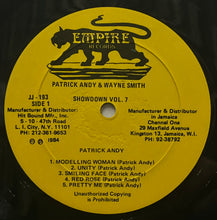 EMPIRE
RECORDS
PATRICK ANDY & WAYNE SMITH
JJ - 183
SIDE 1
SHOWDOWN VOL. 7
Manufacturer & Distributor
Hit Bound Mfr., Inc.
5 - 10-47th Road
L. I. City, N.Y. 11101
PH: 212-361-9653
© 1984
Manufacturer & Distributor
in Jamaica
Channel One
29 Maxfield Avenue
Kingston 13, Jamaica, W.I.
PH: 92-38792
PATRICK ANDY
1. MODELLING WOMAN (Patrick Andy)
2. UNITY (Patrick Andy)
3. SMILING FACE (Patrick Andy)
4. RED ROSE (Patrick Andy)
5. PRETTY ME (Patrick Andy)
Unauthorized Reproduction
is Prohibited